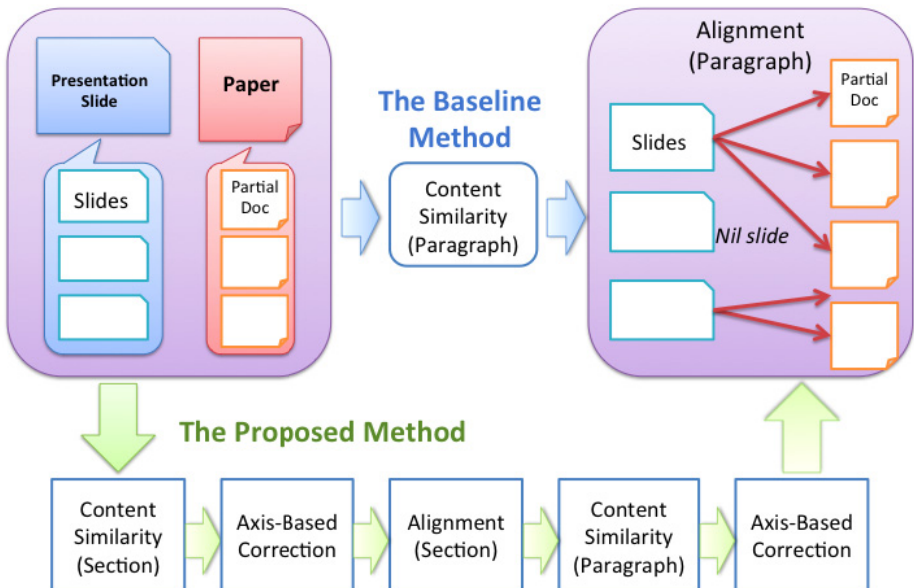 Presentation
Slide
Paper
Slides
Partial
Doc
The Baseline
Method
Content
Similarity
(Paragraph)
Alignment
(Paragraph)
Slides
Partial
Doc
Nil slide
The Proposed Method
Content
Similarity
(Section)
Axis-Based
Correction
Alignment
(Section)
Content
Similarity
(Paragraph)
Axis-Based
Correction